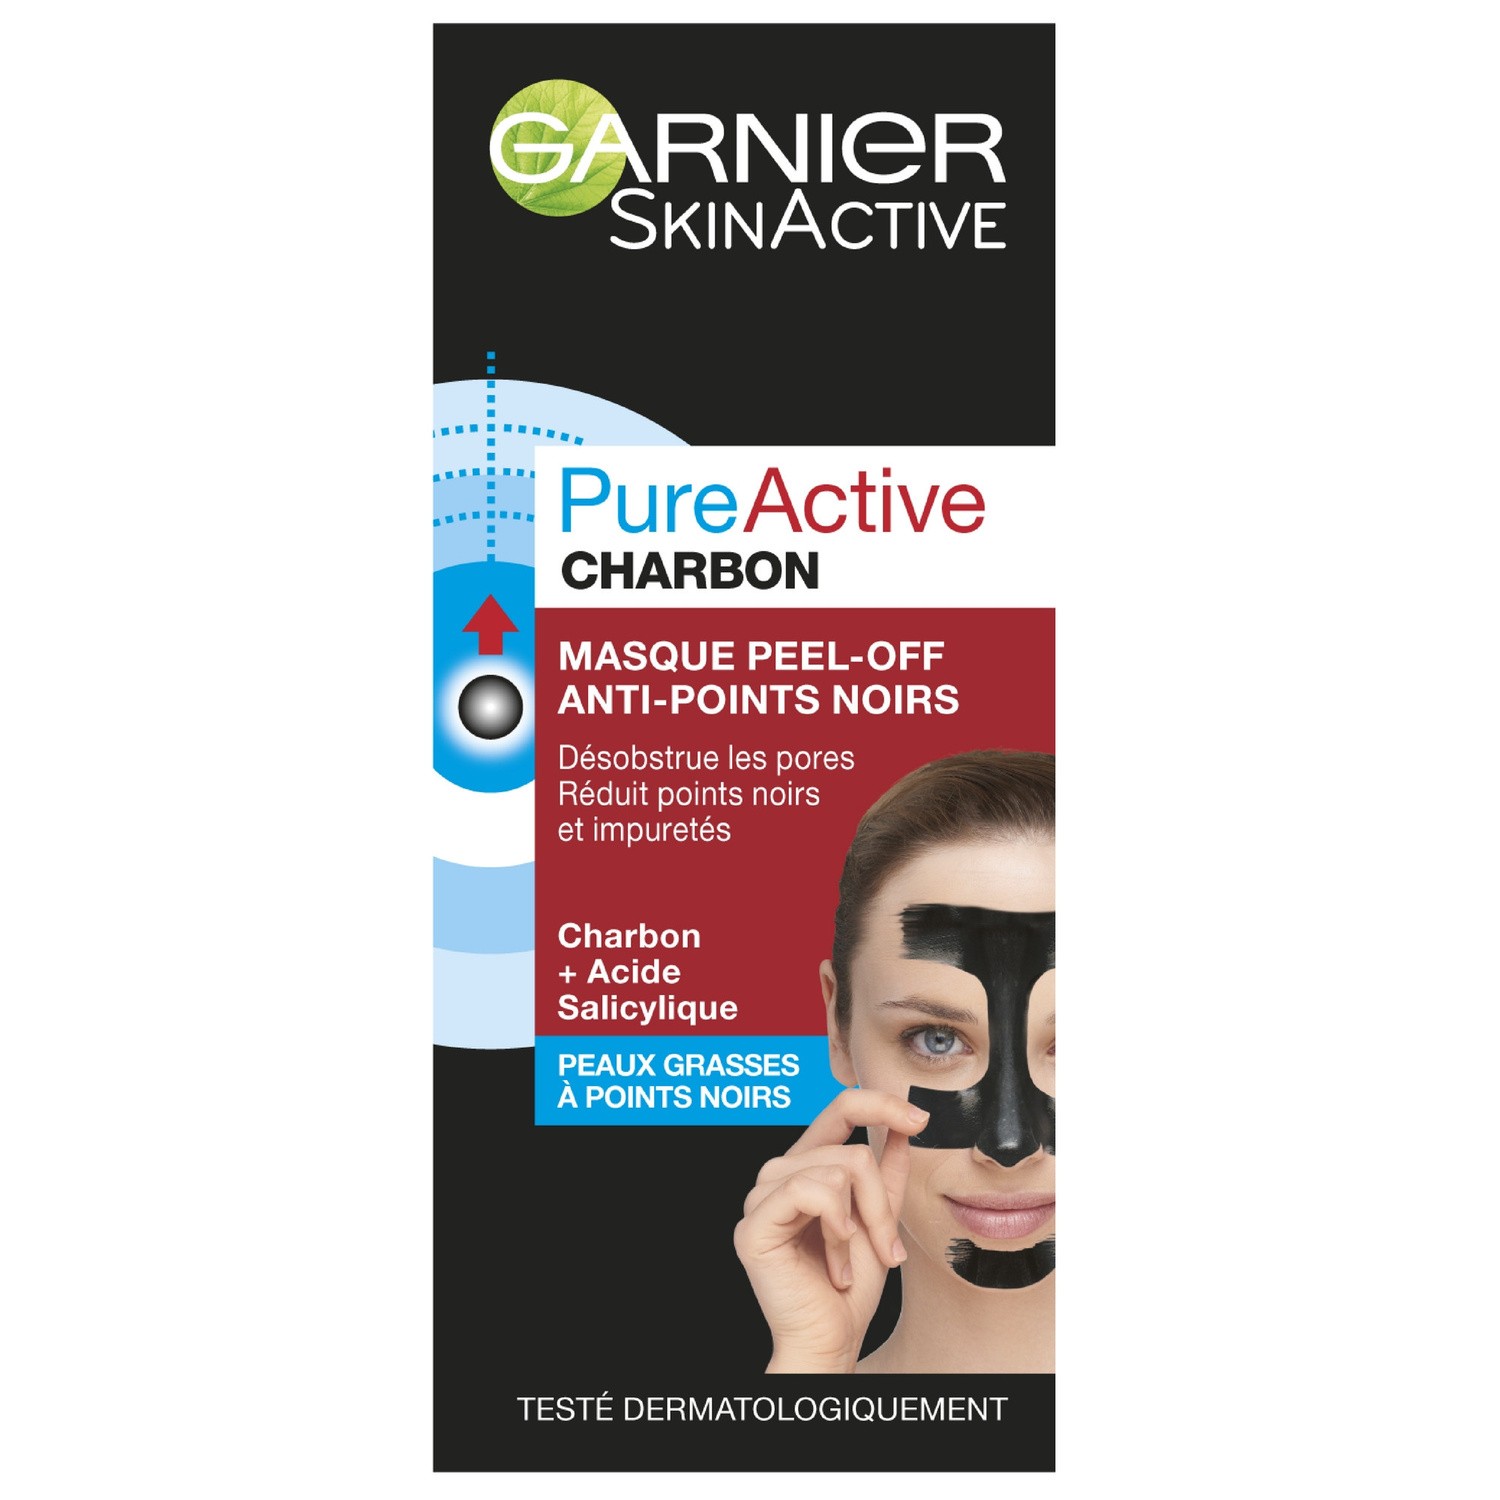 GARNIER
SKINACTIVE
PureActive
CHARBON
MASQUE PEEL-OFF
ANTI-POINTS NOIRS
Désobstrue les pores
Réduit points noirs
et impuretés
Charbon
+ Acide
Salicylique
PEAUX GRASSES
À POINTS NOIRS
TESTÉ DERMATOLOGIQUEMENT